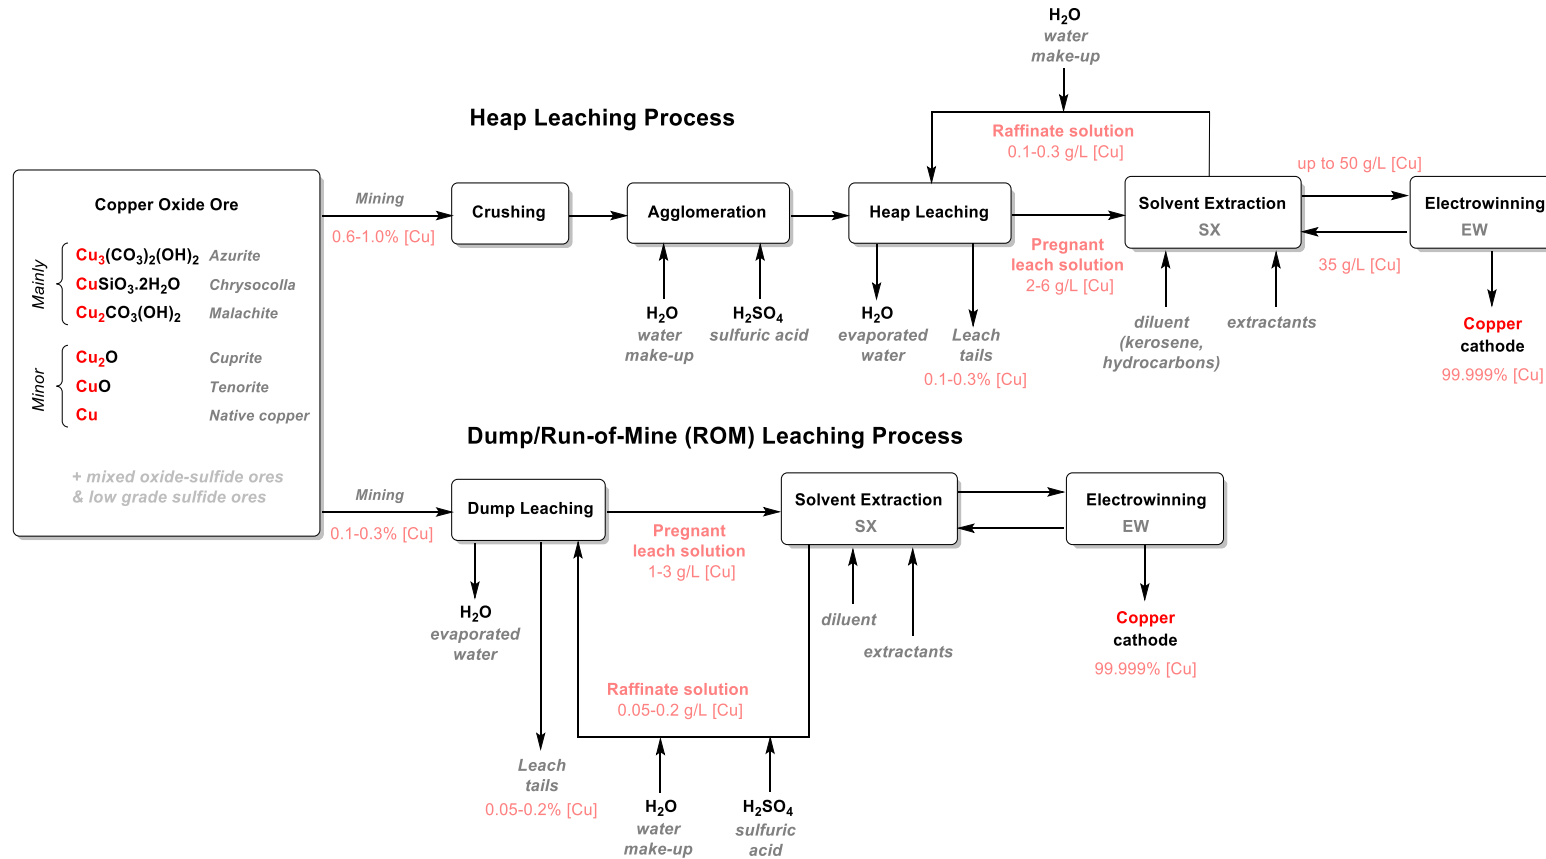 H₂O
water
make-up
Heap Leaching Process
Raffinate solution
0.1-0.3 g/L [Cu]
up to 50 g/L [Cu]
Copper Oxide Ore
Mining
0.6-1.0% [Cu]
Crushing
Agglomeration
Heap Leaching
Solvent Extraction
SX
Electrowinning
EW
Pregnant
leach solution
2-6 g/L [Cu]
35 g/L [Cu]
Mainly
Cu₃(CO₃)₂(OH)₂ Azurite
CuSiO₃.2H₂O Chrysocolla
Cu₂CO₃(OH)₂ Malachite
Minor
Cu₂O Cuprite
CuO Tenorite
Cu Native copper
+ mixed oxide-sulfide ores
& low grade sulfide ores
H₂O
water
make-up
H₂SO₄
sulfuric acid
H₂O
evaporated
water
Leach
tails
0.1-0.3% [Cu]
diluent
(kerosene,
hydrocarbons)
extractants
Copper
cathode
99.999% [Cu]
Dump/Run-of-Mine (ROM) Leaching Process
Mining
0.1-0.3% [Cu]
Dump Leaching
Pregnant
leach solution
1-3 g/L [Cu]
Solvent Extraction
SX
Electrowinning
EW
H₂O
evaporated
water
diluent
extractants
Copper
cathode
99.999% [Cu]
Raffinate solution
0.05-0.2 g/L [Cu]
Leach
tails
0.05-0.2% [Cu]
H₂O
water
make-up
H₂SO₄
sulfuric
acid